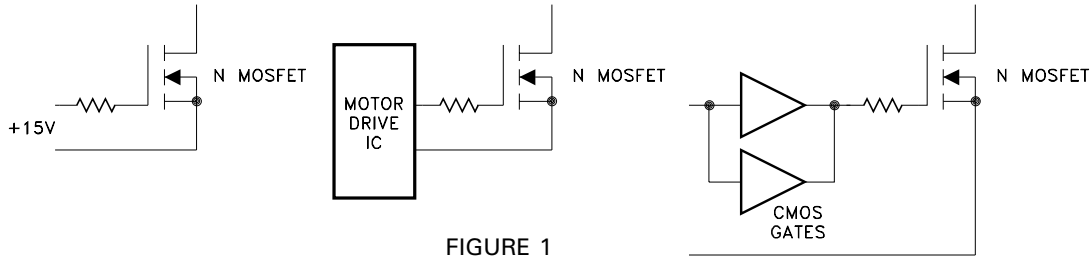 +15V
N MOSFET
MOTOR
DRIVE
IC
N MOSFET
CMOS
GATES
N MOSFET
FIGURE 1